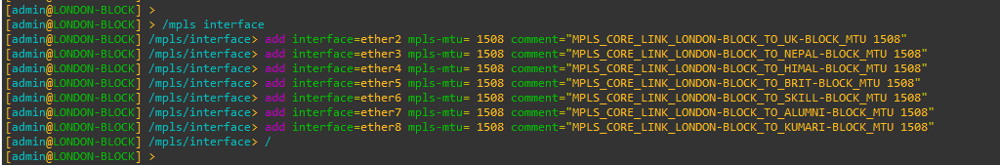 [admin@LONDON-BLOCK] >
[admin@LONDON-BLOCK] > /mpls interface
[admin@LONDON-BLOCK] /mpls/interface> add interface=ether2 mpls-mtu= 1508 comment="MPLS_CORE_LINK_LONDON-BLOCK_TO_UK-BLOCK_MTU 1508"
[admin@LONDON-BLOCK] /mpls/interface> add interface=ether3 mpls-mtu= 1508 comment="MPLS_CORE_LINK_LONDON-BLOCK_TO_NEPAL-BLOCK_MTU 1508"
[admin@LONDON-BLOCK] /mpls/interface> add interface=ether4 mpls-mtu= 1508 comment="MPLS_CORE_LINK_LONDON-BLOCK_TO_HIMAL-BLOCK_MTU 1508"
[admin@LONDON-BLOCK] /mpls/interface> add interface=ether5 mpls-mtu= 1508 comment="MPLS_CORE_LINK_LONDON-BLOCK_TO_BRIT-BLOCK_MTU 1508"
[admin@LONDON-BLOCK] /mpls/interface> add interface=ether6 mpls-mtu= 1508 comment="MPLS_CORE_LINK_LONDON-BLOCK_TO_SKILL-BLOCK_MTU 1508"
[admin@LONDON-BLOCK] /mpls/interface> add interface=ether7 mpls-mtu= 1508 comment="MPLS_CORE_LINK_LONDON-BLOCK_TO_ALUMNI-BLOCK_MTU 1508"
[admin@LONDON-BLOCK] /mpls/interface> add interface=ether8 mpls-mtu= 1508 comment="MPLS_CORE_LINK_LONDON-BLOCK_TO_KUMARI-BLOCK_MTU 1508"
[admin@LONDON-BLOCK] /mpls/interface> /
[admin@LONDON-BLOCK] >